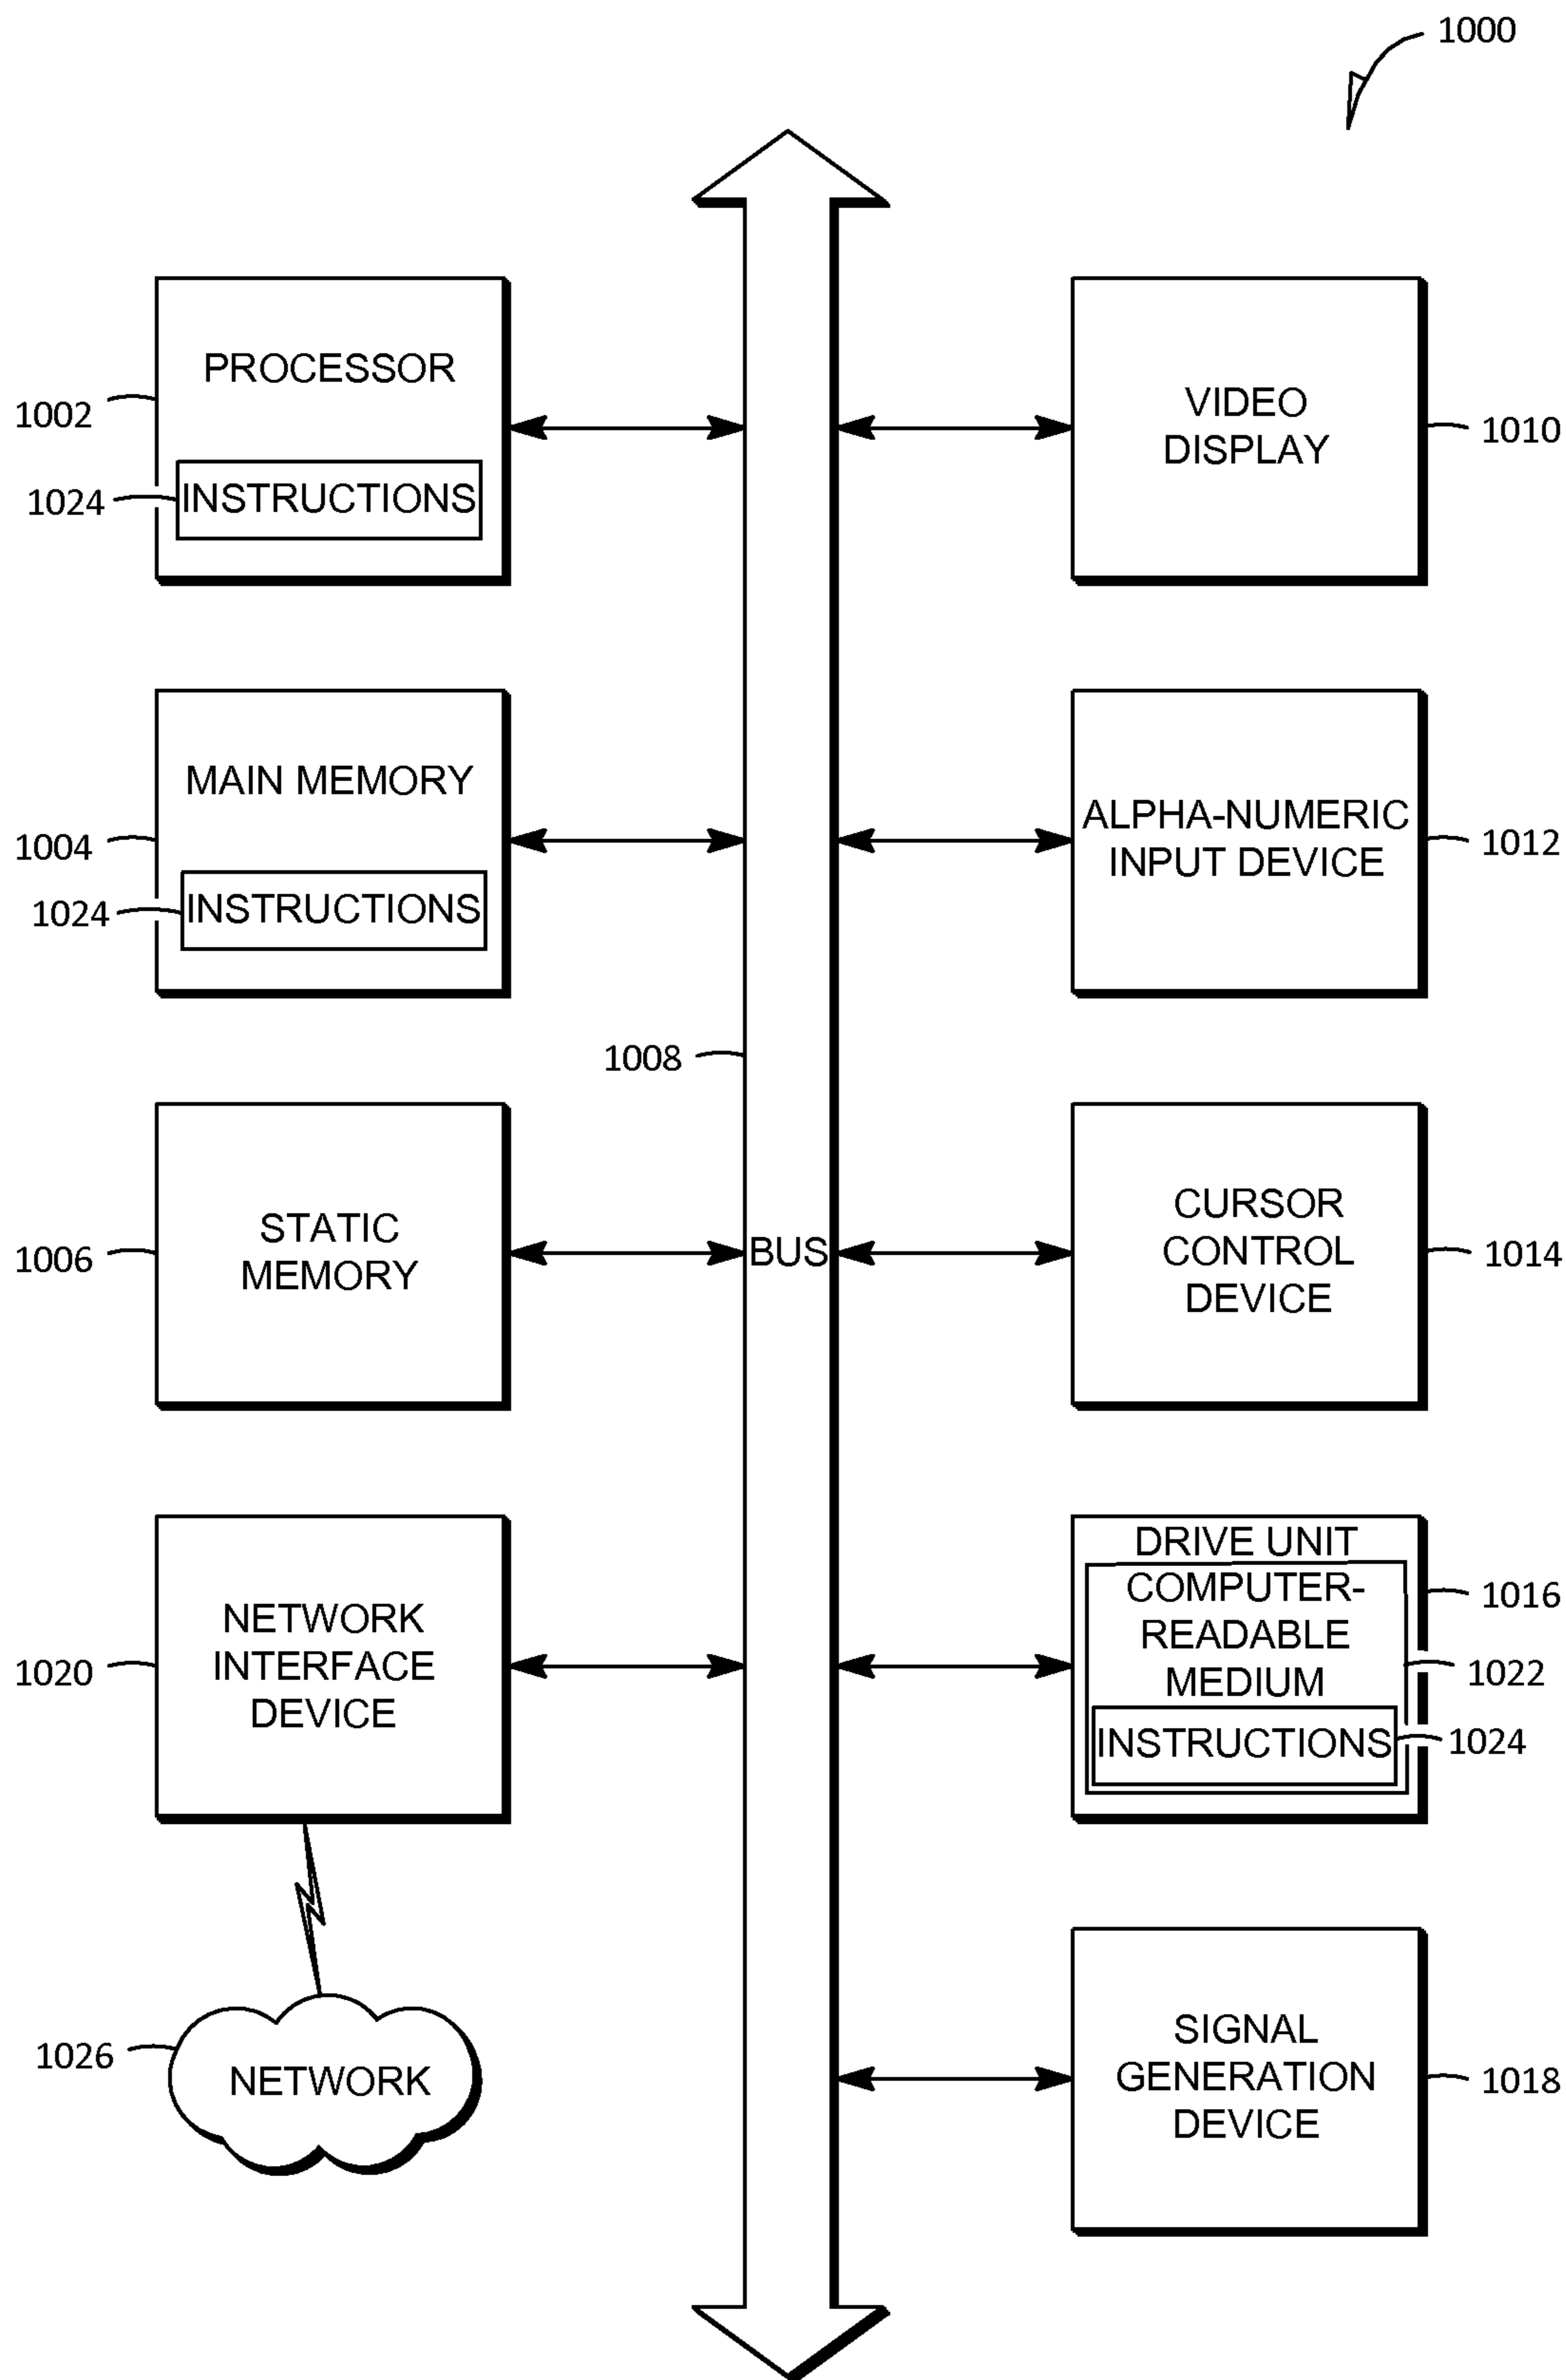 1000
PROCESSOR
1002
1024
INSTRUCTIONS
VIDEO
DISPLAY
1010
MAIN MEMORY
1004
1024
INSTRUCTIONS
ALPHA-NUMERIC
INPUT DEVICE
1012
1008
BUS
STATIC
MEMORY
1006
CURSOR
CONTROL
DEVICE
1014
NETWORK
INTERFACE
DEVICE
1020
DRIVE UNIT
COMPUTER-
READABLE
MEDIUM
INSTRUCTIONS
1016
1022
1024
1026
NETWORK
SIGNAL
GENERATION
DEVICE
1018